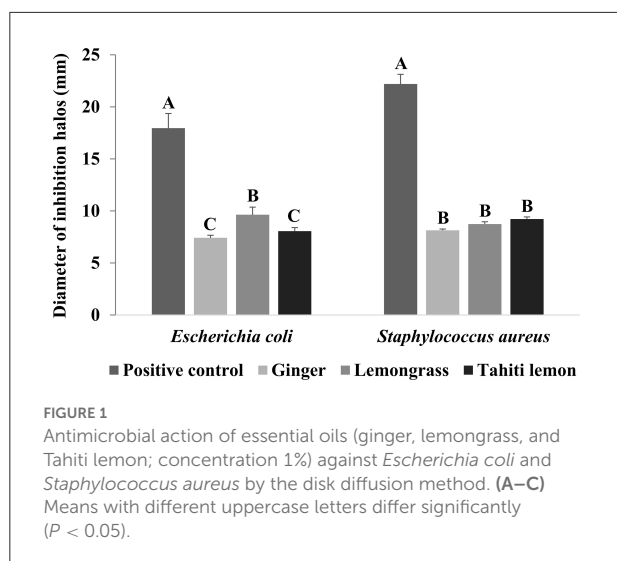 25
20
15
10
5
0
Diameter of inhibition halos (mm)
A
C
B
C
A
B
B
B
Escherichia coli
Staphylococcus aureus
Positive control
Ginger
Lemongrass
Tahiti lemon
FIGURE 1
Antimicrobial action of essential oils (ginger, lemongrass, and
Tahiti lemon; concentration 1%) against Escherichia coli and
Staphylococcus aureus by the disk diffusion method. (A–C)
Means with different uppercase letters differ significantly
(P < 0.05).